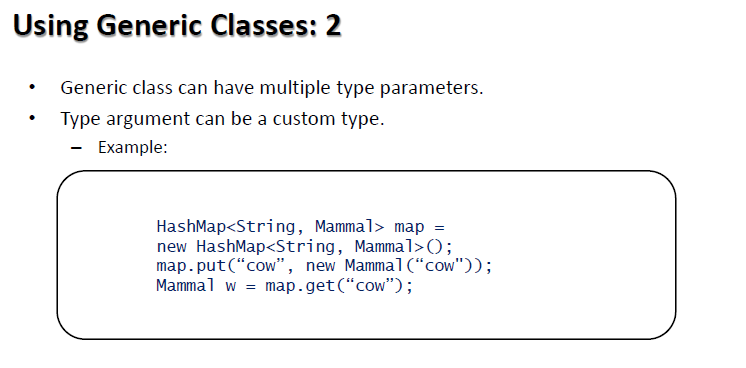 Using Generic Classes: 2
• Generic class can have multiple type parameters.
• Type argument can be a custom type.
– Example:
HashMap<String, Mammal> map =
new HashMap<String, Mammal>();
map.put(“cow”, new Mammal(“cow"));
Mammal w = map.get(“cow”);